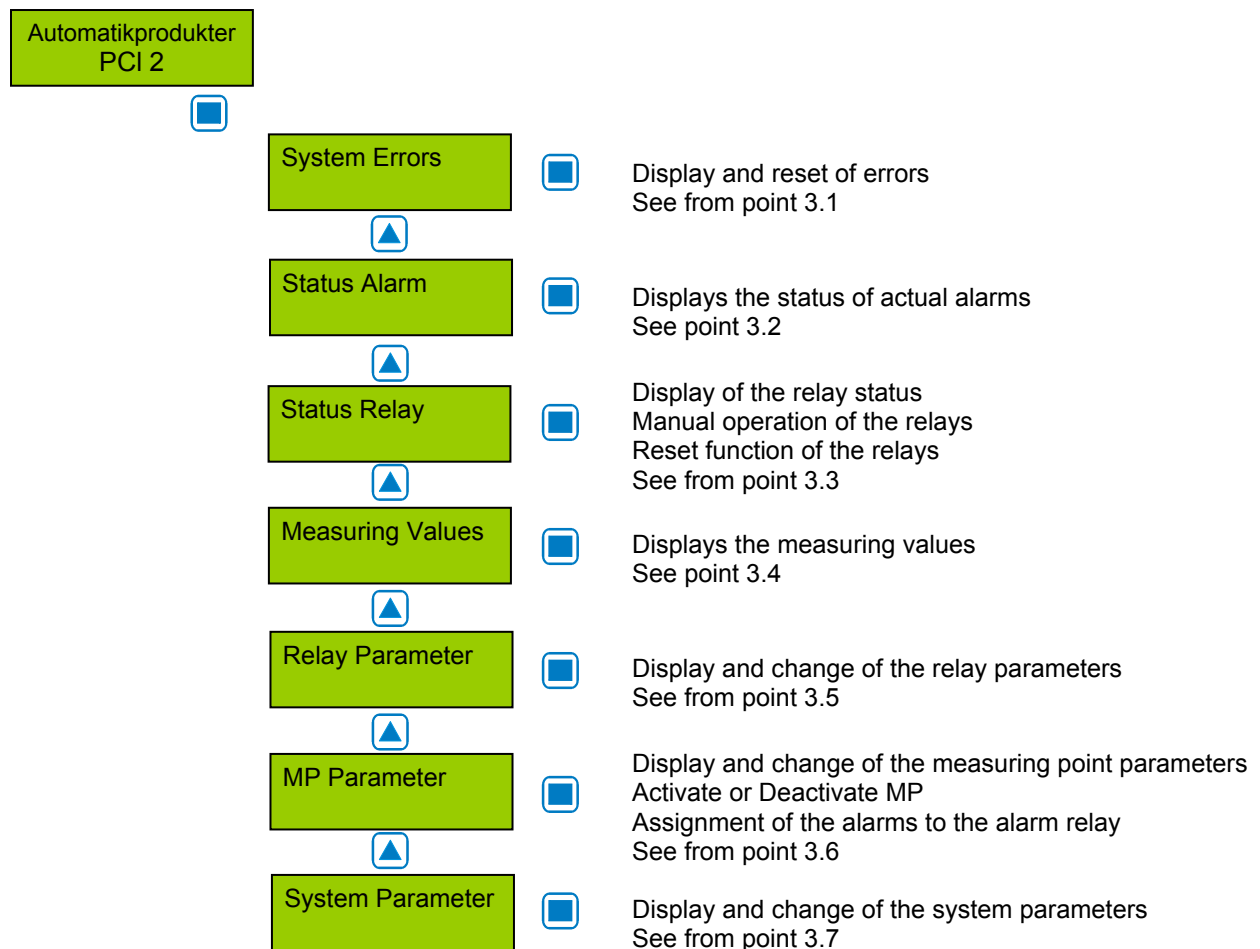 Automatikprodukter
PCI 2
System Errors
Display and reset of errors
See from point 3.1
Status Alarm
Displays the status of actual alarms
See point 3.2
Status Relay
Display of the relay status
Manual operation of the relays
Reset function of the relays
See from point 3.3
Measuring Values
Displays the measuring values
See point 3.4
Relay Parameter
Display and change of the relay parameters
See from point 3.5
MP Parameter
Display and change of the measuring point parameters
Activate or Deactivate MP
Assignment of the alarms to the alarm relay
See from point 3.6
System Parameter
Display and change of the system parameters
See from point 3.7